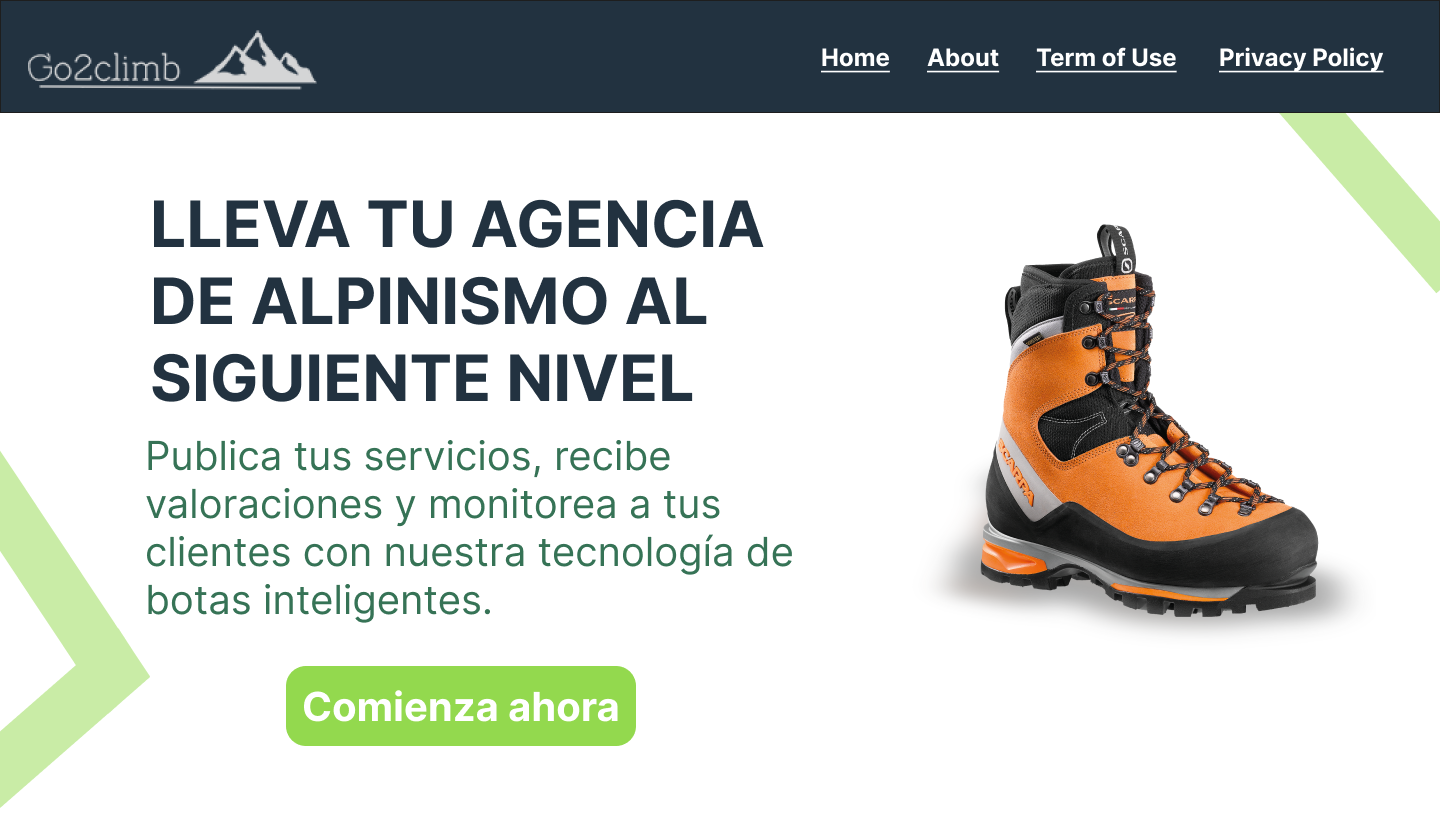 Go2climb
Home About Term of Use Privacy Policy
LLEVA TU AGENCIA
DE ALPINISMO AL
SIGUIENTE NIVEL
Publica tus servicios, recibe
valoraciones y monitorea a tus
clientes con nuestra tecnología de
botas inteligentes.
Comienza ahora
SCARPA